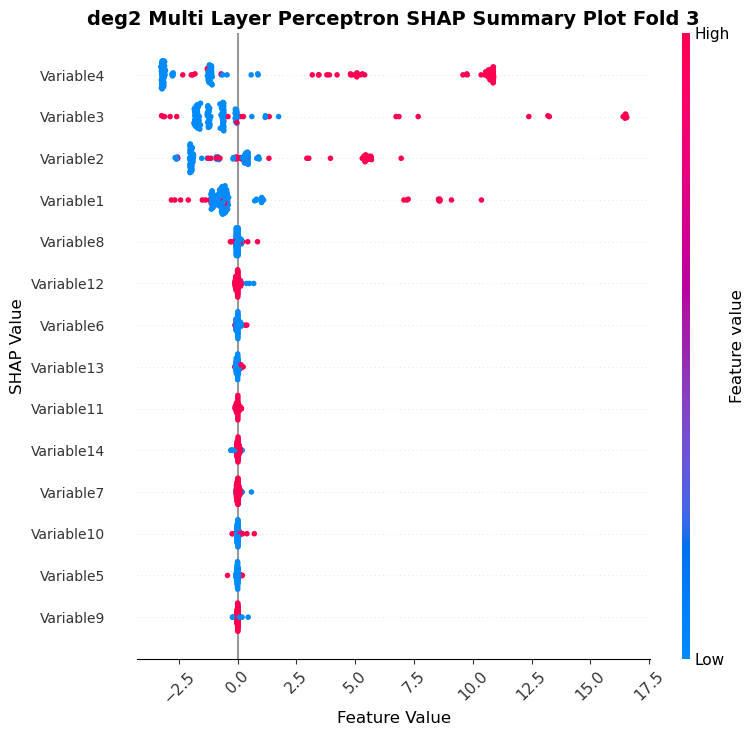 deg2 Multi Layer Perceptron SHAP Summary Plot Fold 3
High
Variable4
Variable3
Variable2
Variable1
Variable8
Variable12
Variable6
Variable13
Variable11
Variable14
Variable7
Variable10
Variable5
Variable9
SHAP Value
Feature value
Low
−2.5
0.0
2.5
5.0
7.5
10.0
12.5
15.0
17.5
Feature Value